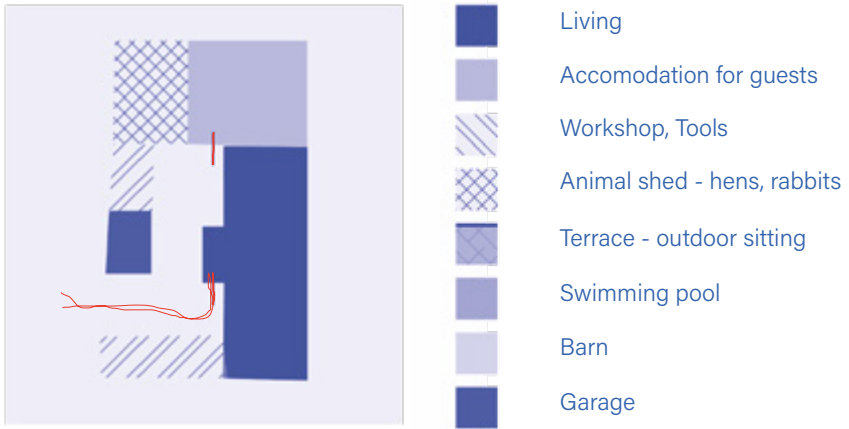 Living
Accomodation for guests
Workshop, Tools
Animal shed - hens, rabbits
Terrace - outdoor sitting
Swimming pool
Barn
Garage